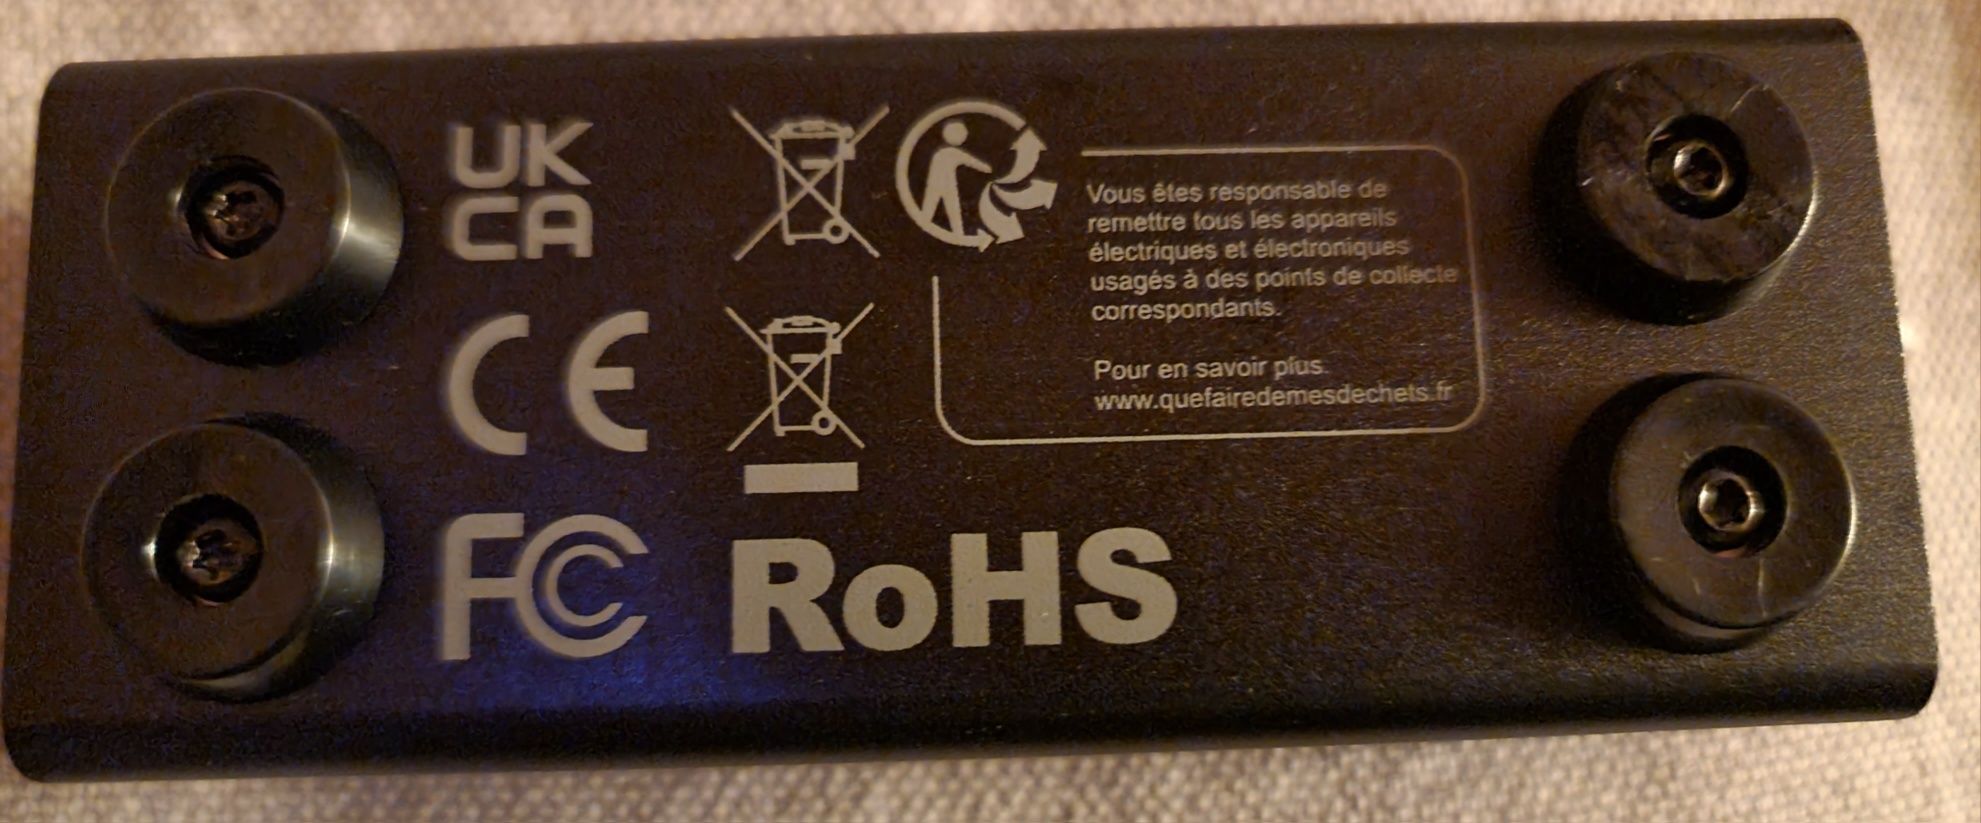 UK
CA
CE
FC
Vous êtes responsable de
remettre tous les appareils
électriques et électroniques
usagés à des points de collecte
correspondants.
Pour en savoir plus.
www.quefairedemesdechets.fr
RoHS